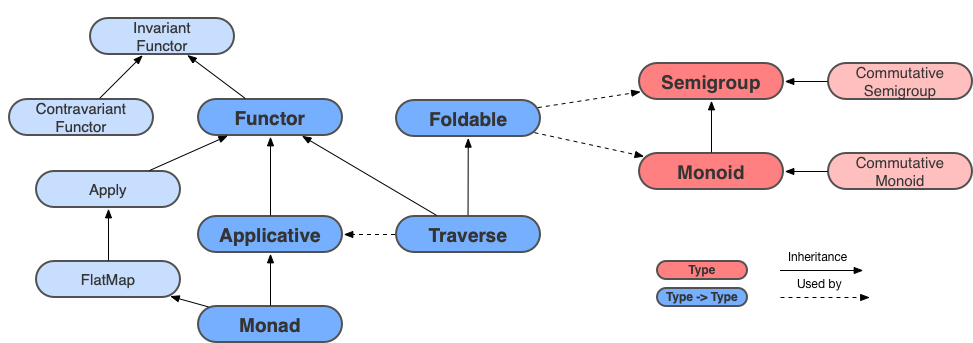 Invariant
Functor
Contravariant
Functor
Functor
Foldable
Semigroup
Commutative
Semigroup
Apply
Monoid
Commutative
Monoid
Applicative
Traverse
FlatMap
Monad
Type
Inheritance
Type -> Type
Used by